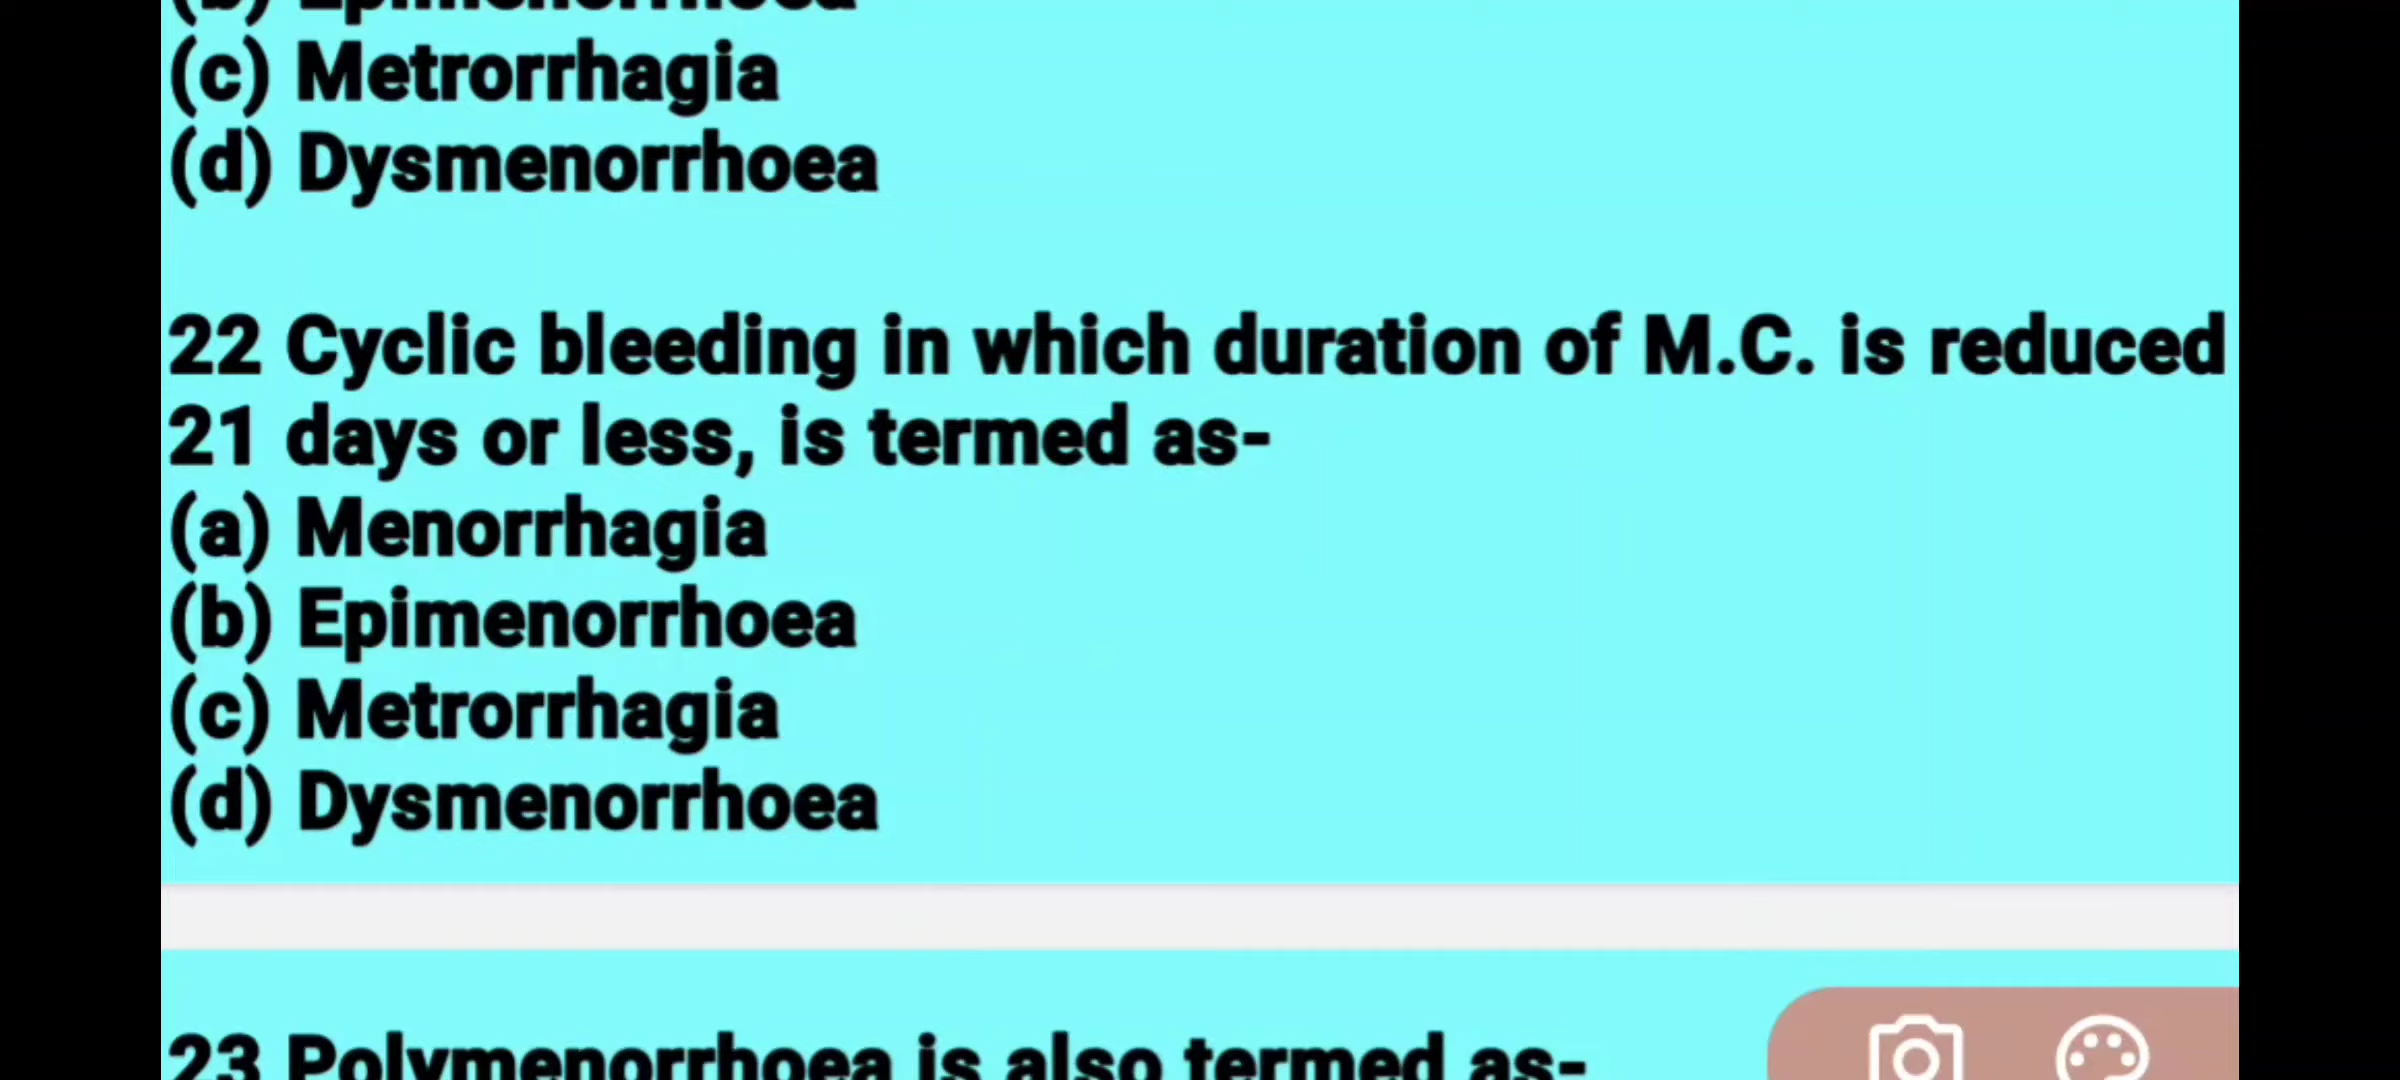 (b) Epimenorrhoea
(c) Metrorrhagia
(d) Dysmenorrhoea
22 Cyclic bleeding in which duration of M.C. is reduced
21 days or less, is termed as-
(a) Menorrhagia
(b) Epimenorrhoea
(c) Metrorrhagia
(d) Dysmenorrhoea
23 Polymenorrhoea is also termed as-